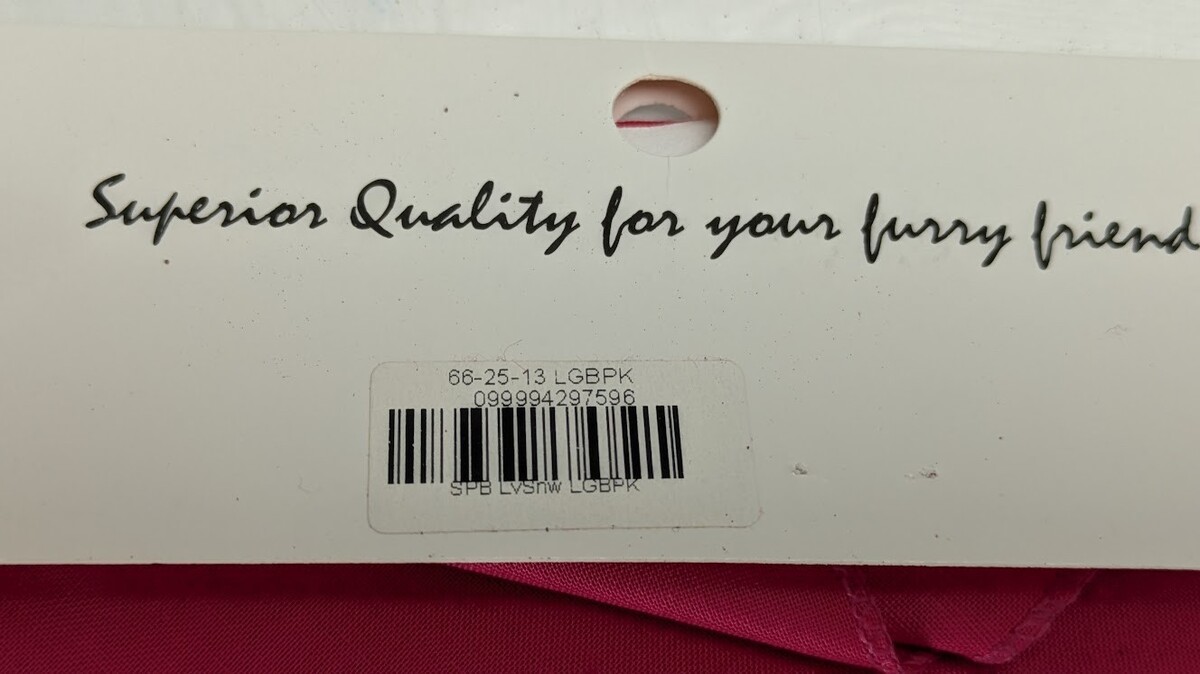 Superior Quality for your furry friend
66-25-13 LGBPK
099994297596
SPB LvSnw LGBPK